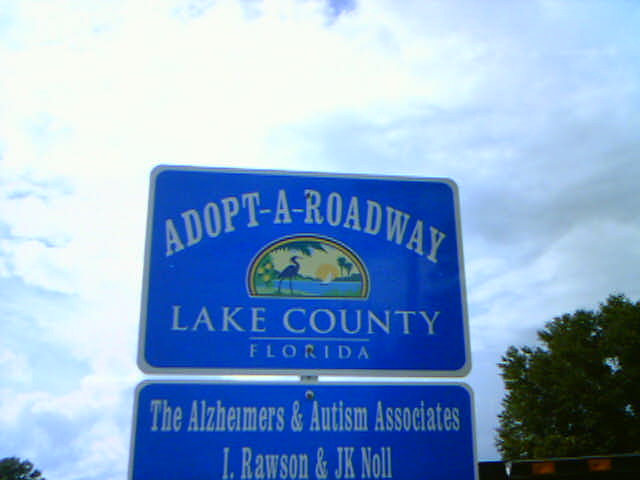 ADOPT-A-ROADWAY
LAKE COUNTY
FLORIDA
The Alzheimers & Autism Associates
I. Rawson & JK Noll